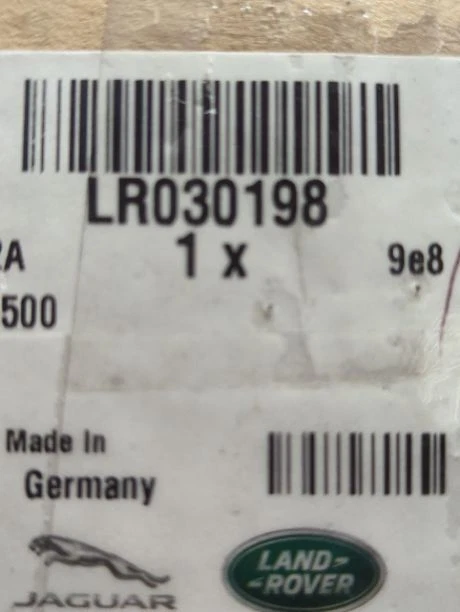 LR030198
1 x
9e8
500
Made In
Germany
JAGUAR
LAND-
-ROVER